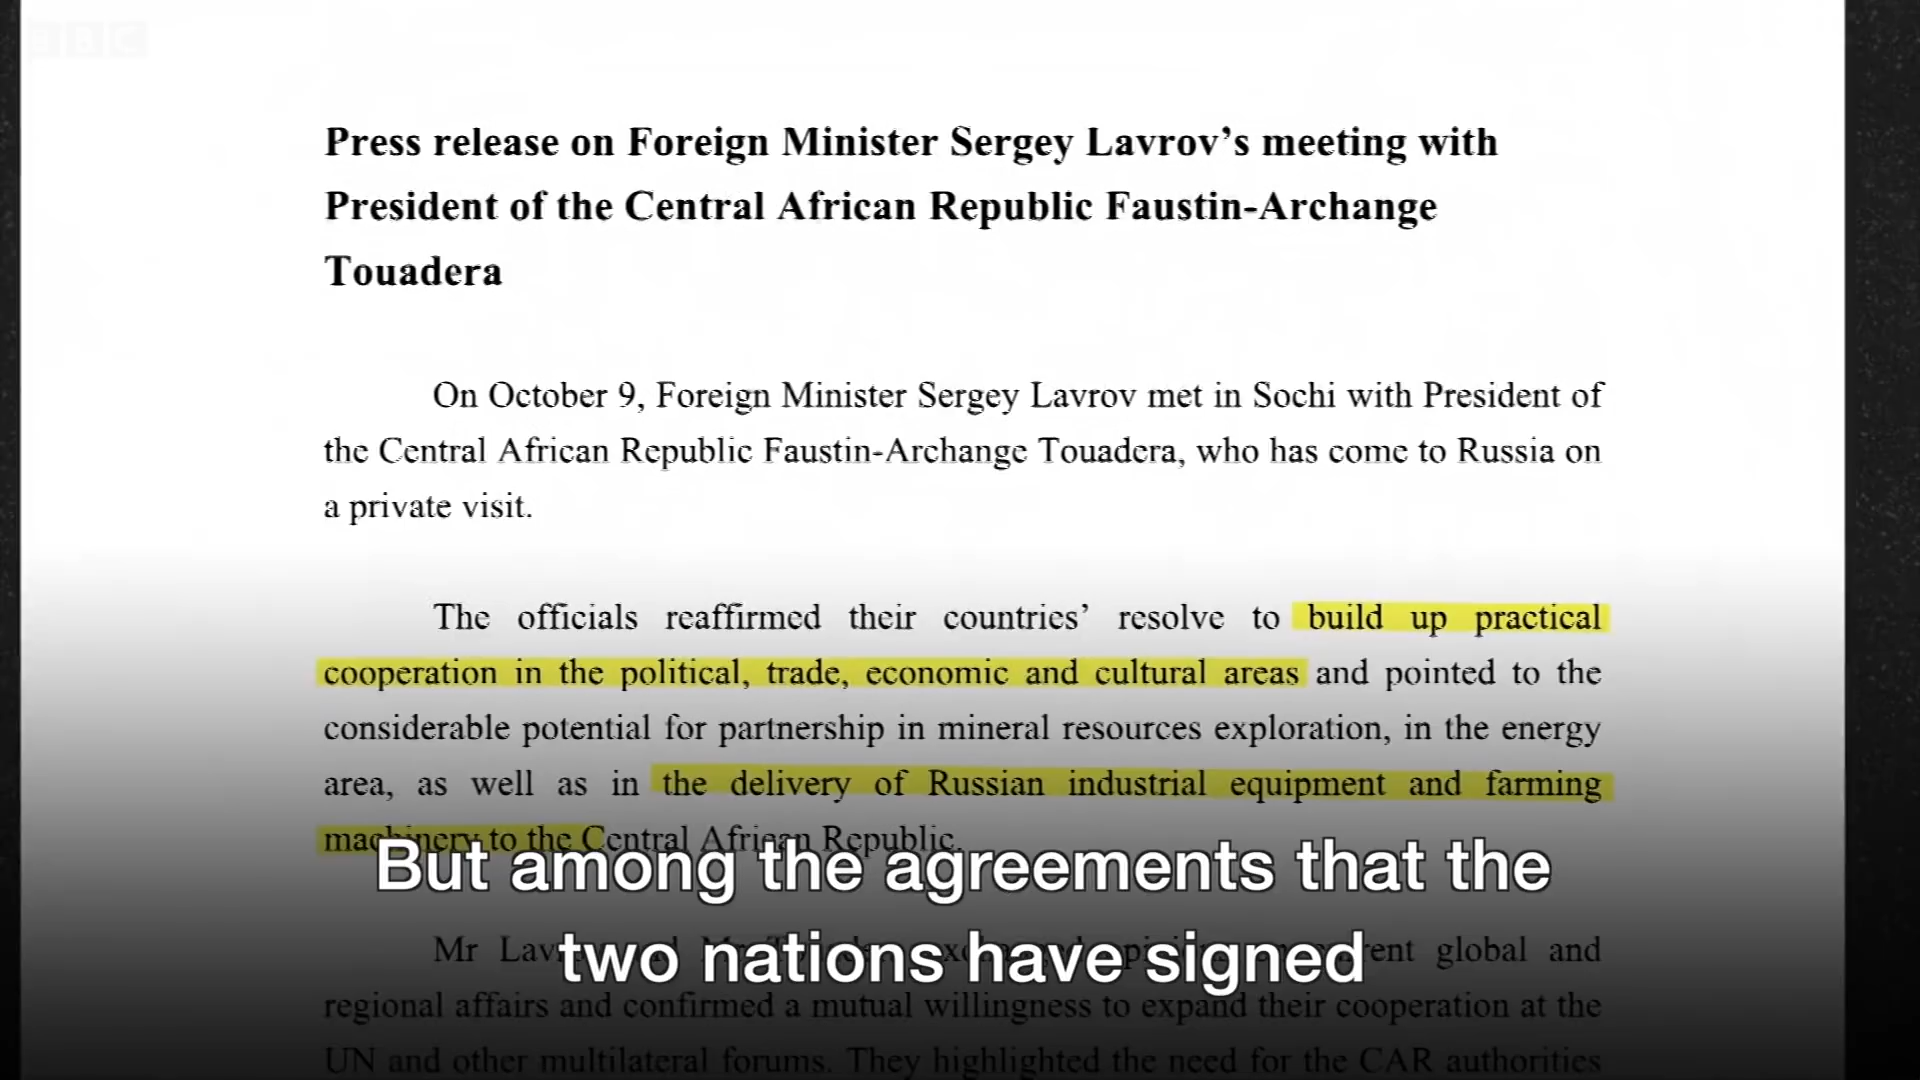 BBC
Press release on Foreign Minister Sergey Lavrov's meeting with
President of the Central African Republic Faustin-Archange
Touadera
On October 9, Foreign Minister Sergey Lavrov met in Sochi with President of
the Central African Republic Faustin-Archange Touadera, who has come to Russia on
a private visit.
The officials reaffirmed their countries' resolve to build up practical
cooperation in the political, trade, economic and cultural areas and pointed to the
considerable potential for partnership in mineral resources exploration, in the energy
area, as well as in the delivery of Russian industrial equipment and farming
machinery to the Central African Republic.
But among the agreements that the
two nations have signed
Mr global and
regional affairs and confirmed a mutual willingness to expand their cooperation at the
UN and other multilateral forums. They highlighted the need for the CAR authorities